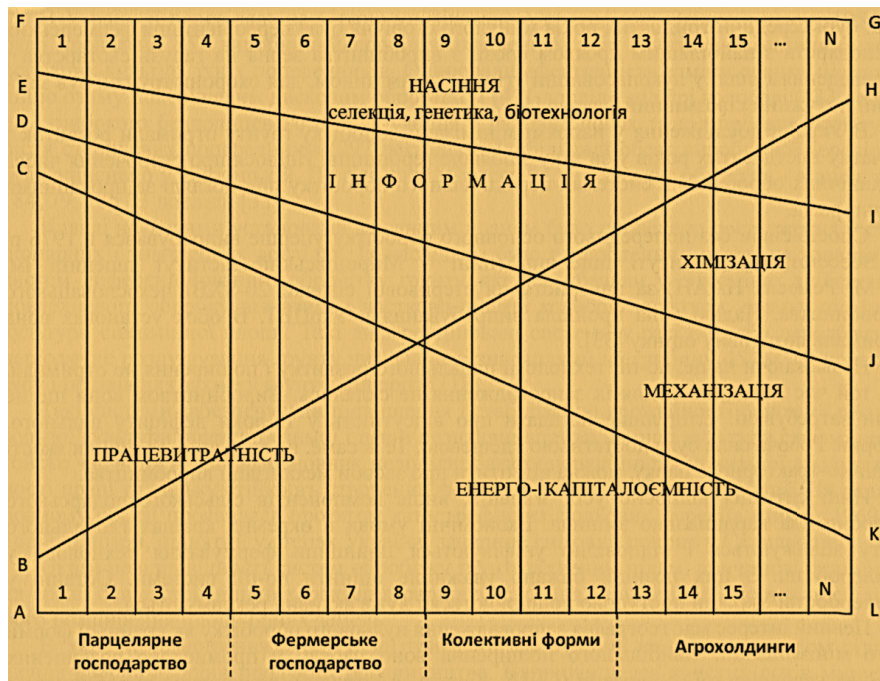 F G
1 2 3 4 5 6 7 8 9 10 11 12 13 14 15 ... N
E H
НАСІННЯ
селекція, генетика, біотехнологія
D
C ІНФОРМАЦІЯ
I
ХІМІЗАЦІЯ
J
МЕХАНІЗАЦІЯ
ПРАЦЕВИТРАТНІСТЬ
ЕНЕРГО-І КАПІТАЛОЄМНІСТЬ
K
B
1 2 3 4 5 6 7 8 9 10 11 12 13 14 15 ... N
A L
Парцелярне господарство
Фермерське господарство
Колективні форми
Агрохолдинги